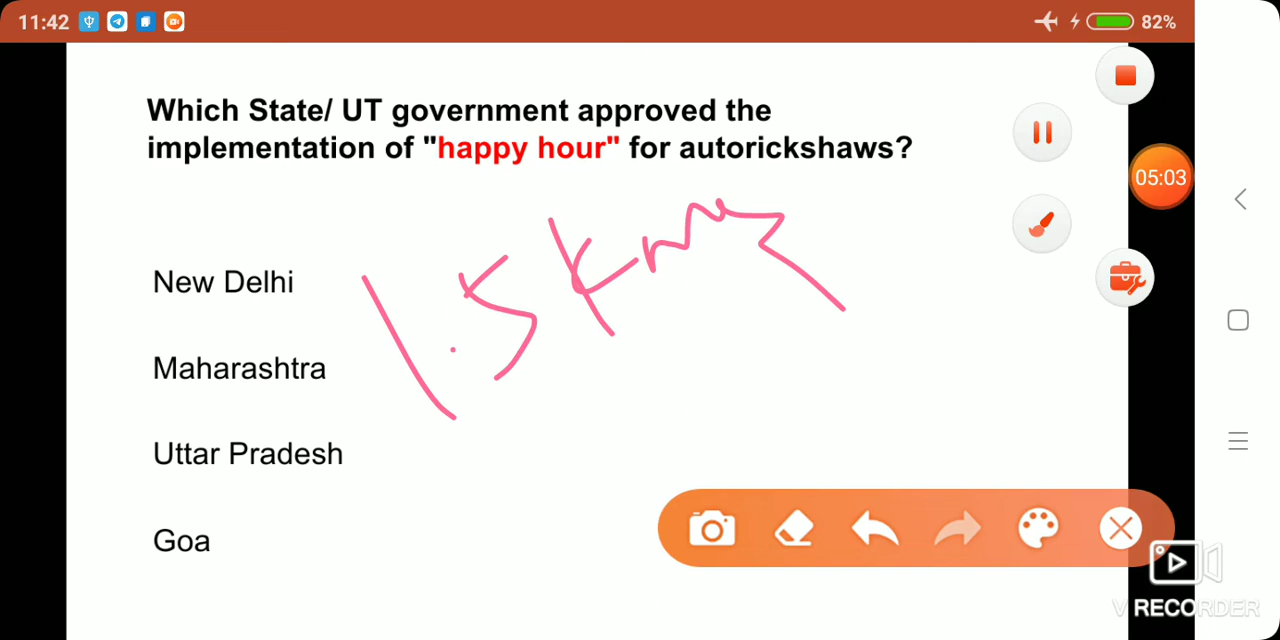 11:42
82%
Which State/ UT government approved the
implementation of "happy hour" for autorickshaws?
05:03
1.5 kms
New Delhi
Maharashtra
Uttar Pradesh
Goa
V RECORDER